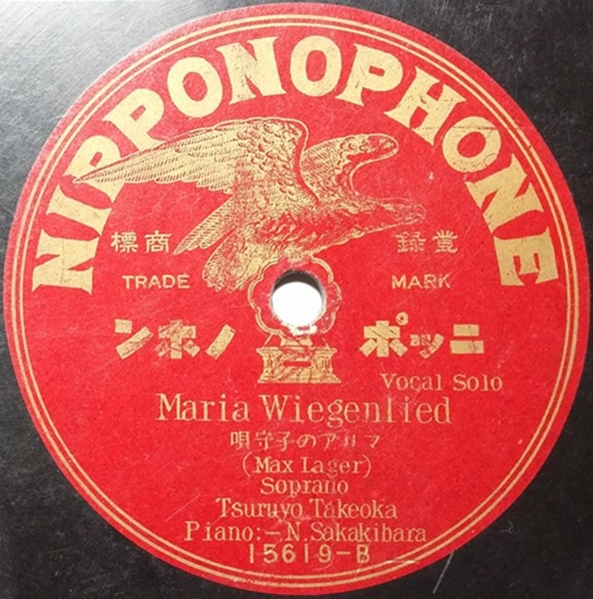 NIPPONOPHONE
登録商標
TRADE MARK
ニッポノホン
Vocal Solo
Maria Wiegenlied
マリアの子守唄
(Max Lager)
Soprano
Tsuruyo Takeoka
Piano:-N.Sakakibara
15619-B